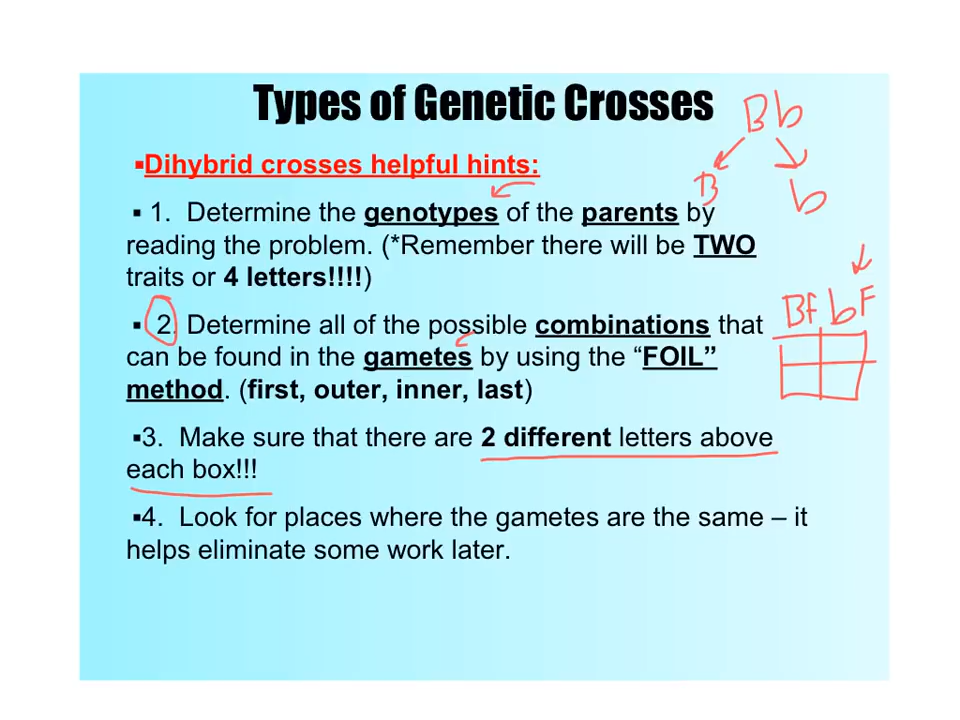 Types of Genetic Crosses
Bb
▪Dihybrid crosses helpful hints:
B b
▪ 1. Determine the genotypes of the parents by
reading the problem. (*Remember there will be TWO
traits or 4 letters!!!!)
BF bF
▪ 2. Determine all of the possible combinations that
can be found in the gametes by using the “FOIL”
method. (first, outer, inner, last)
▪3. Make sure that there are 2 different letters above
each box!!!
▪4. Look for places where the gametes are the same – it
helps eliminate some work later.